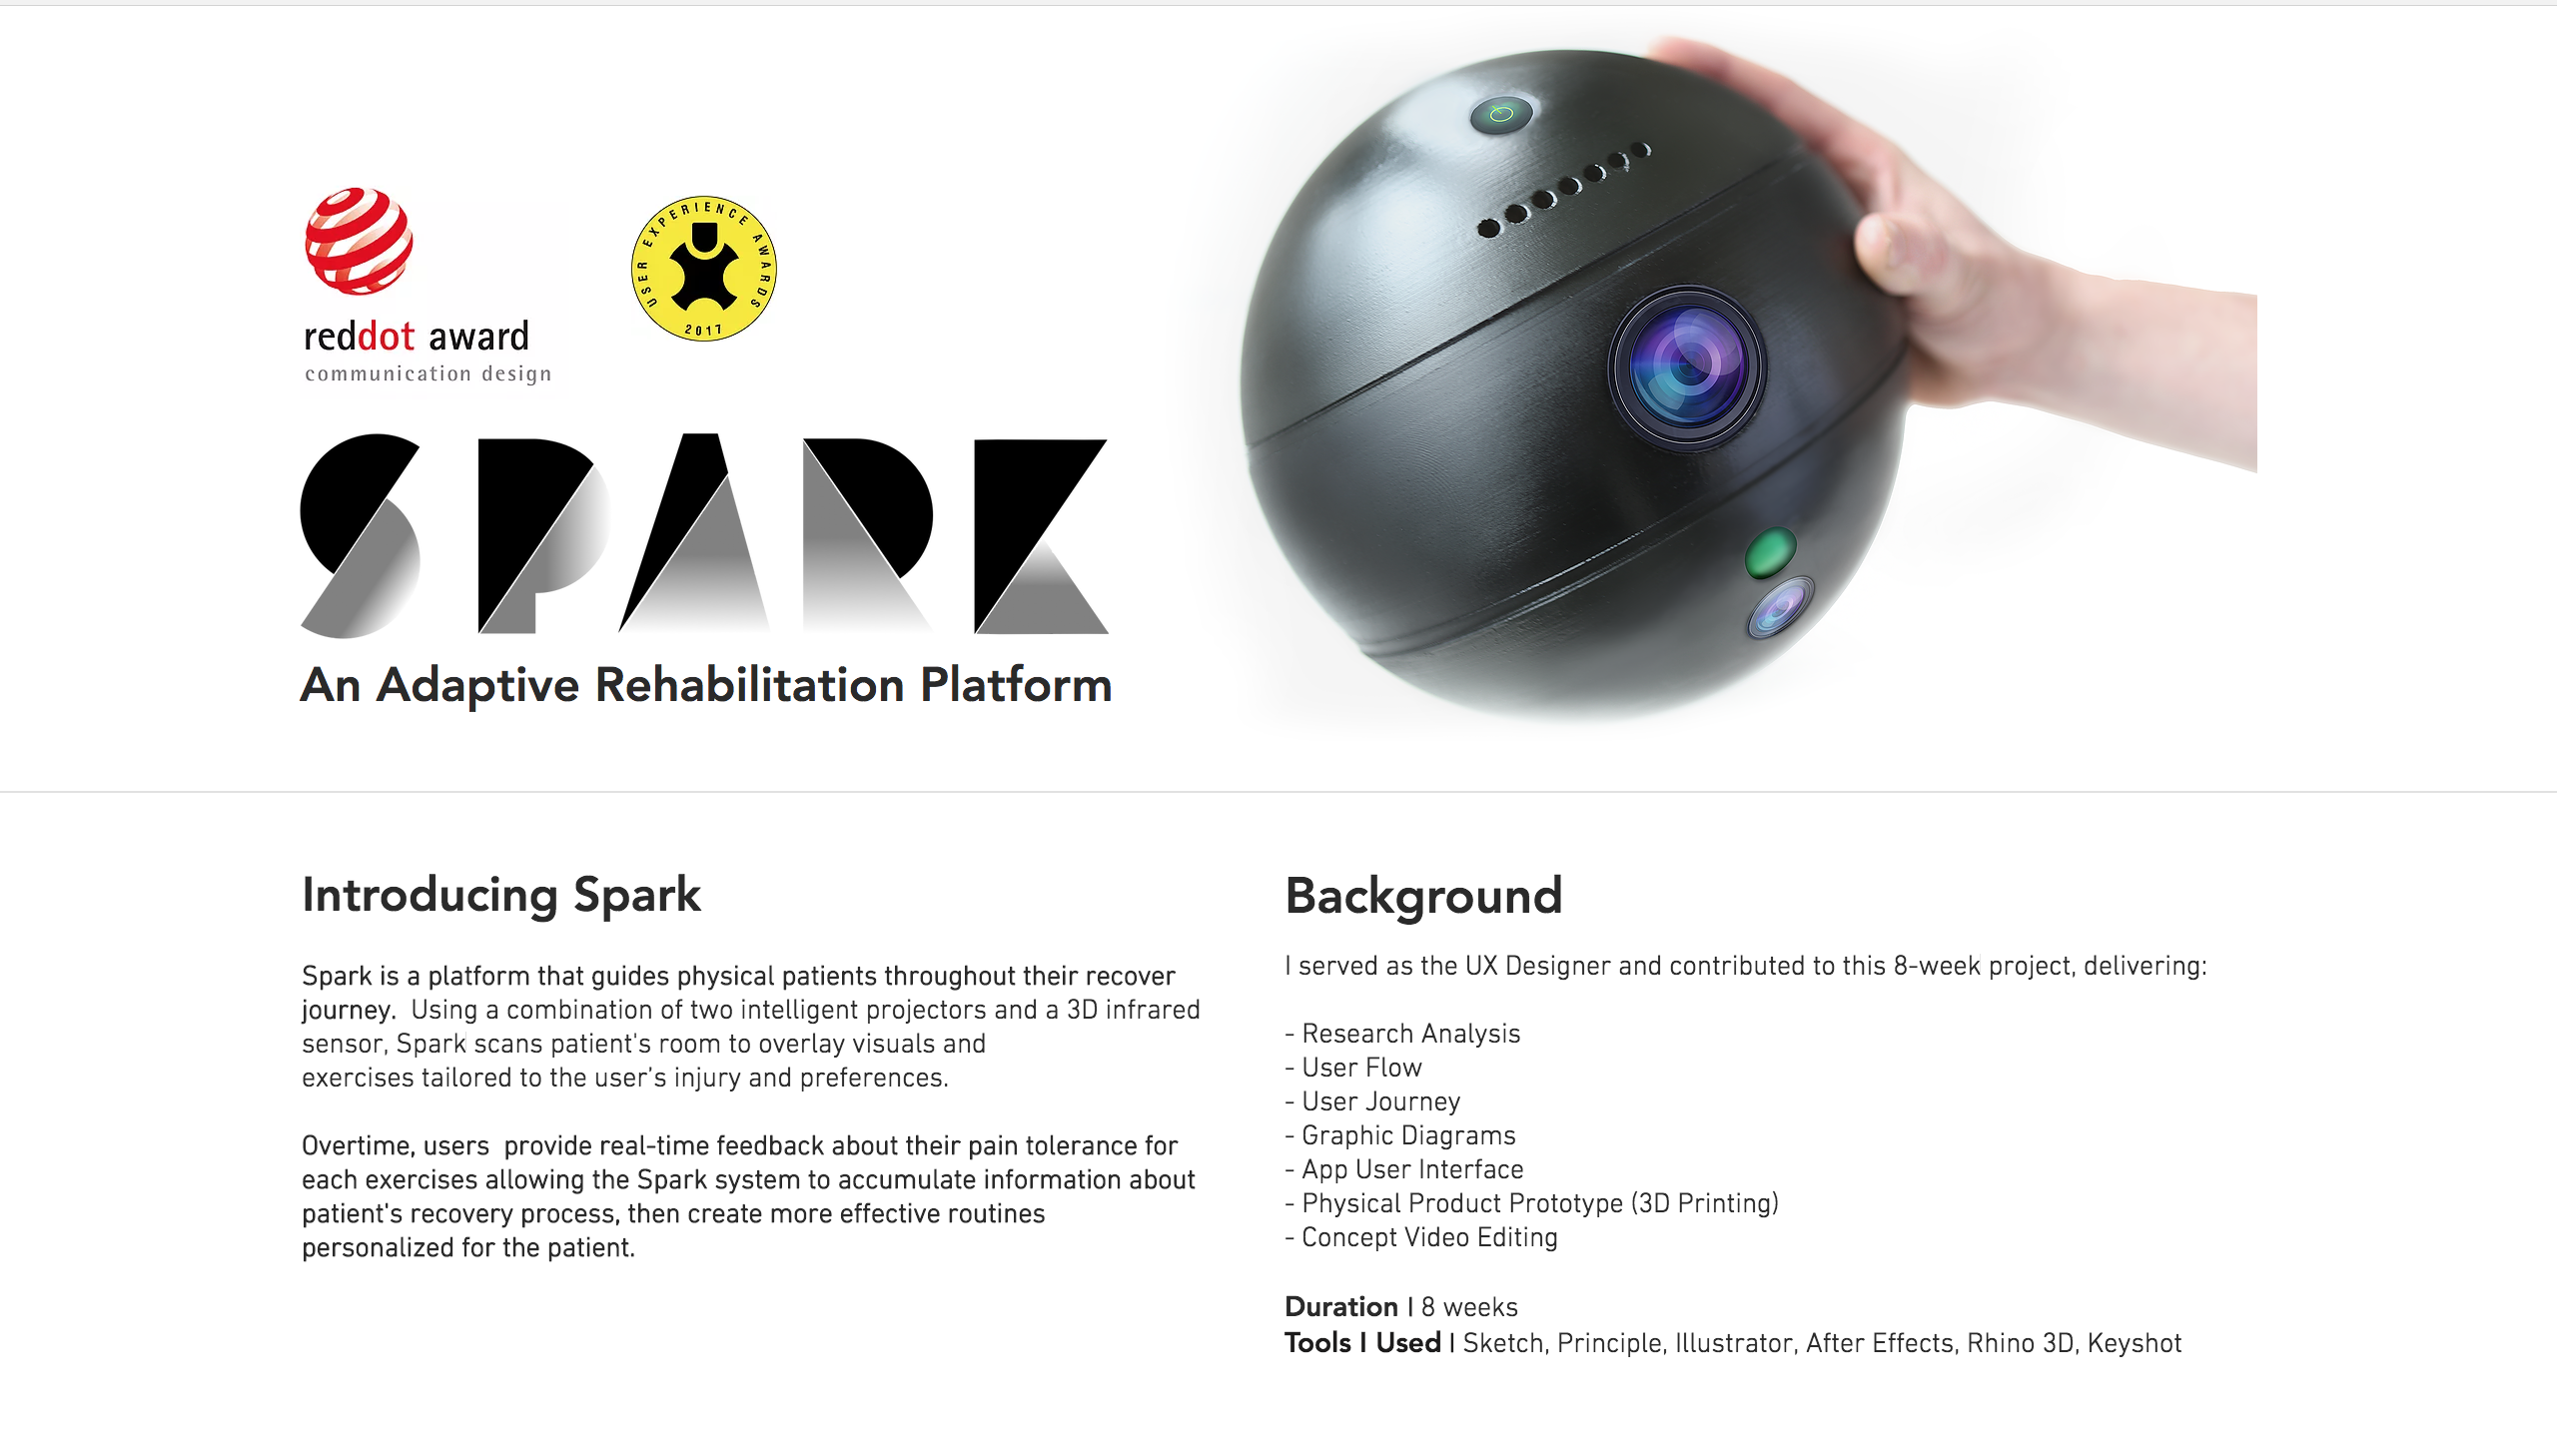 reddot award
communication design
USER EXPERIENCE AWARDS
2017
SPARK
An Adaptive Rehabilitation Platform
Introducing Spark
Spark is a platform that guides physical patients throughout their recover
journey.  Using a combination of two intelligent projectors and a 3D infrared
sensor, Spark scans patient's room to overlay visuals and
exercises tailored to the user's injury and preferences.
Overtime, users  provide real-time feedback about their pain tolerance for
each exercises allowing the Spark system to accumulate information about
patient's recovery process, then create more effective routines
personalized for the patient.
Background
I served as the UX Designer and contributed to this 8-week project, delivering:
- Research Analysis
- User Flow
- User Journey
- Graphic Diagrams
- App User Interface
- Physical Product Prototype (3D Printing)
- Concept Video Editing
Duration I 8 weeks
Tools I Used I Sketch, Principle, Illustrator, After Effects, Rhino 3D, Keyshot